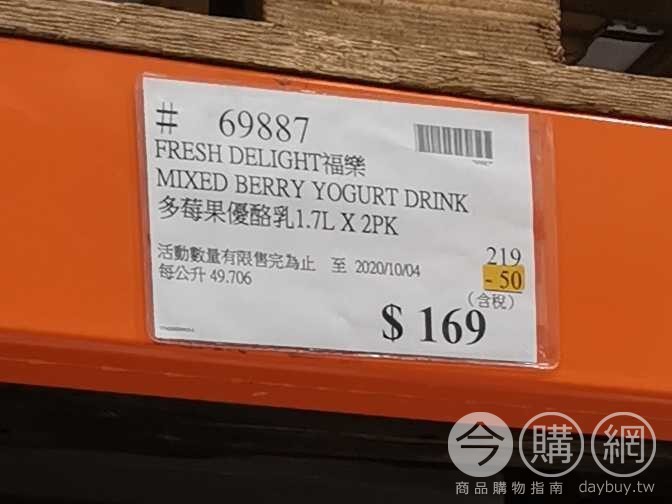 # 69887
FRESH DELIGHT福樂
MIXED BERRY YOGURT DRINK
多莓果優酪乳1.7L X 2PK
活動數量有限售完為止 至 2020/10/04
每公升 49.706
219
- 50
(含稅)
$ 169
今購網
商品購物指南 daybuy.tw